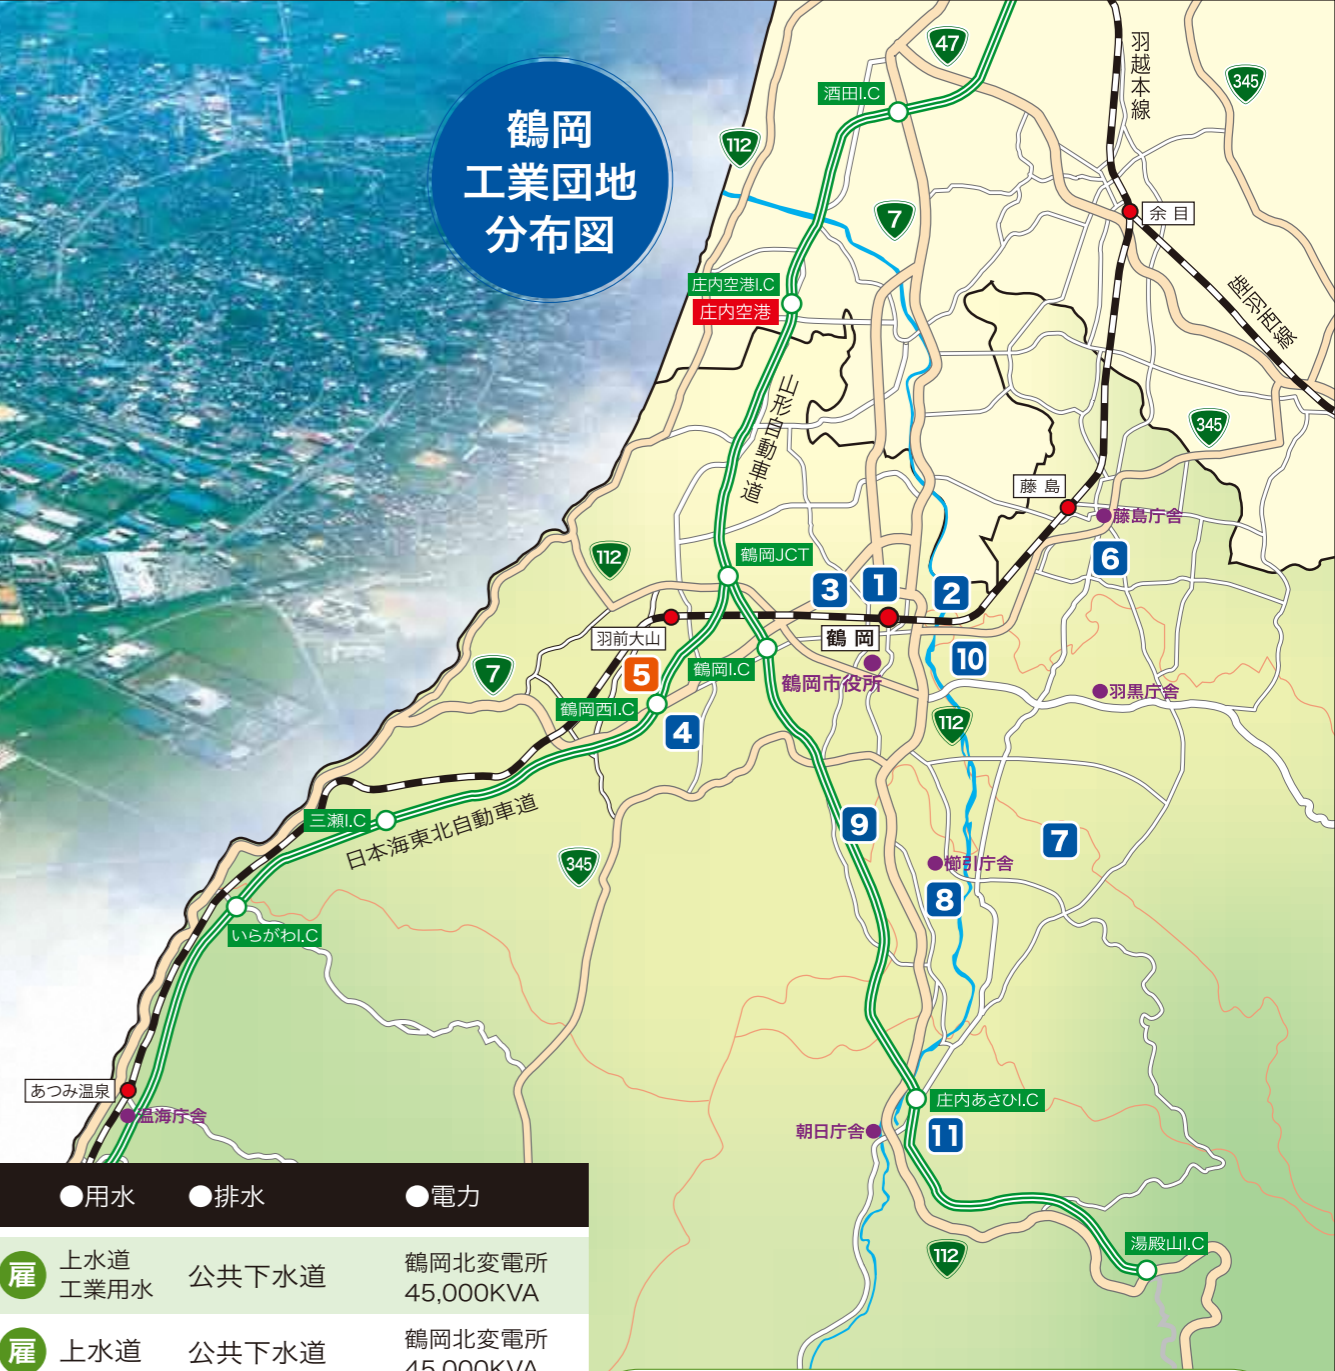 鶴岡
工業団地
分布図
47
345
羽越本線
酒田I.C
112
7
余目
庄内空港I.C
庄内空港
陸羽西線
山形自動車道
345
藤島
藤島庁舎
112
鶴岡JCT
6
3
1
2
羽前大山
鶴岡
10
7
5
鶴岡I.C
鶴岡市役所
羽黒庁舎
鶴岡西I.C
4
112
三瀬I.C
日本海東北自動車道
9
7
345
櫛引庁舎
8
いらがわI.C
あつみ温泉
温海庁舎
庄内あさひI.C
朝日庁舎
11
112
湯殿山I.C
●用水 ●排水 ●電力
雇 上水道 工業用水 公共下水道 鶴岡北変電所 45,000KVA
雇 上水道 公共下水道 鶴岡北変電所
45,000KVA